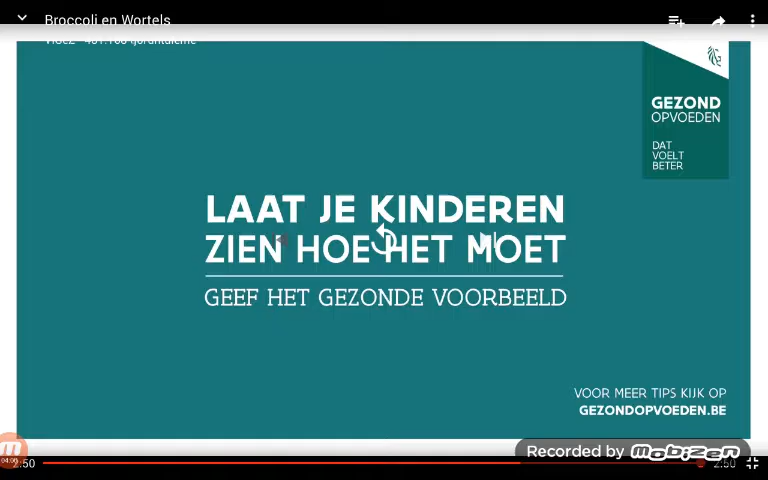 Broccoli en Wortels
GEZOND
OPVOEDEN
DAT
VOELT
BETER
LAAT JE KINDEREN
ZIEN HOE HET MOET
GEEF HET GEZONDE VOORBEELD
VOOR MEER TIPS KIJK OP
GEZONDOPVOEDEN.BE
Recorded by MOBIZEN
2:50
2:50